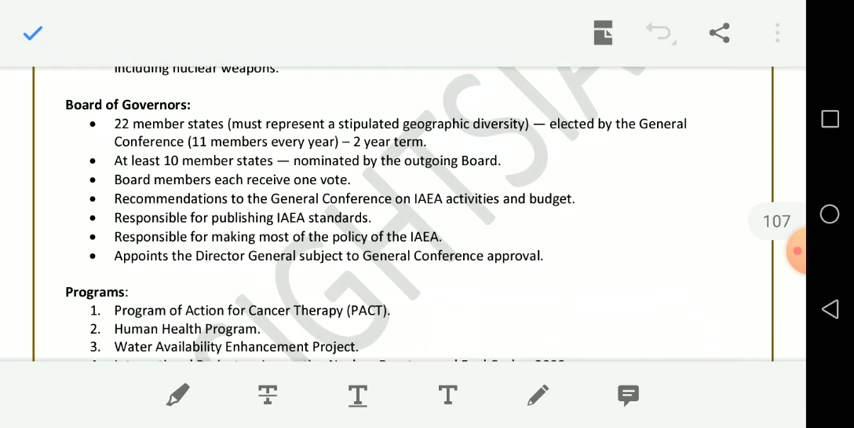 including nuclear weapons.
Board of Governors:
• 22 member states (must represent a stipulated geographic diversity) — elected by the General
Conference (11 members every year) – 2 year term.
• At least 10 member states — nominated by the outgoing Board.
• Board members each receive one vote.
• Recommendations to the General Conference on IAEA activities and budget.
• Responsible for publishing IAEA standards.
• Responsible for making most of the policy of the IAEA.
• Appoints the Director General subject to General Conference approval.
107
Programs:
1. Program of Action for Cancer Therapy (PACT).
2. Human Health Program.
3. Water Availability Enhancement Project.